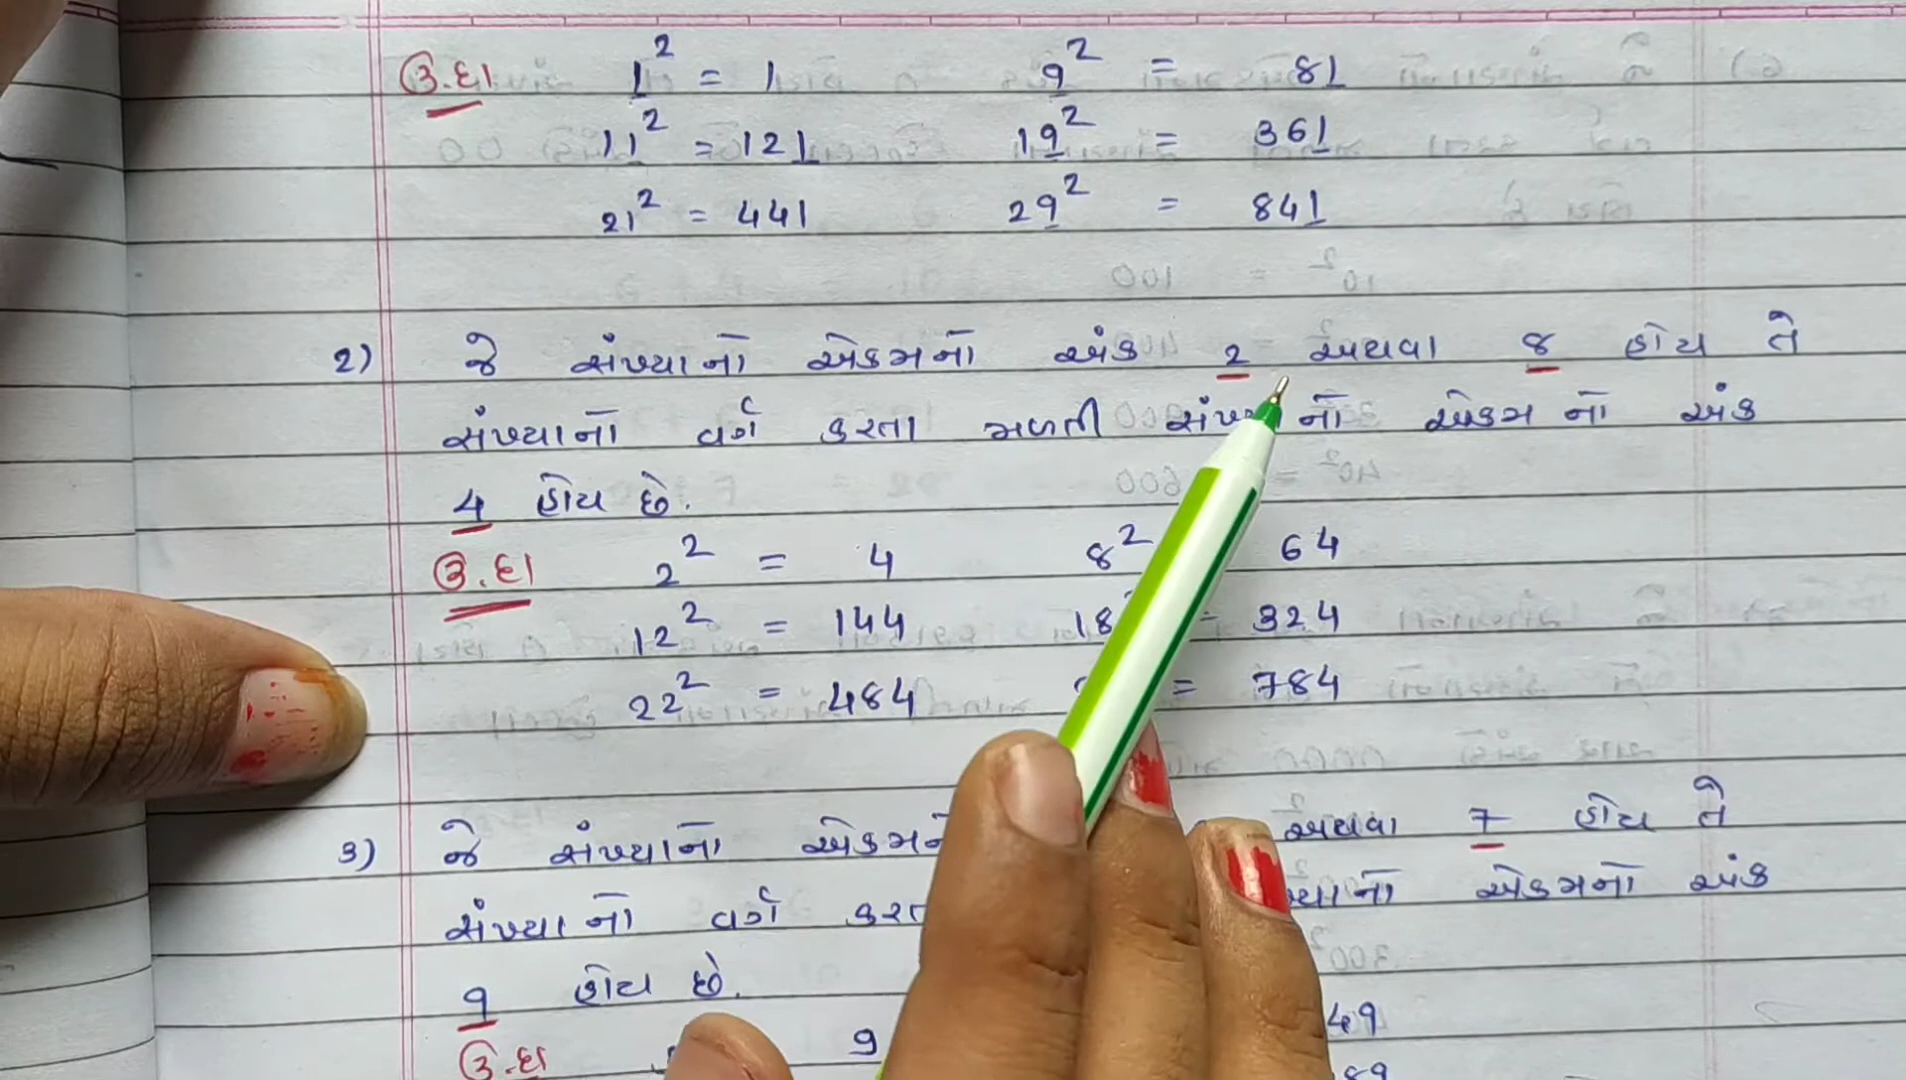 ઉ.દા 1² = 1 9² = 81
11² = 121 19² = 361
21² = 441 29² = 841
2) જે સંખ્યાનો એકમનો અંક 2 અથવા 8 હોય તે
સંખ્યાનો વર્ગ કરતા મળતી નો એકમ નો અંક
4 હોય છે.
ઉ.દા 2² = 4 8² 64
12² = 144 18 = 324
22² = 484 = 784
3) જે સંખ્યાનો અથવા 7 હોય તે
સંખ્યાનો વર્ગ એકમનો અંક
9 હોય છે.
ઉ.દા 9 49
89